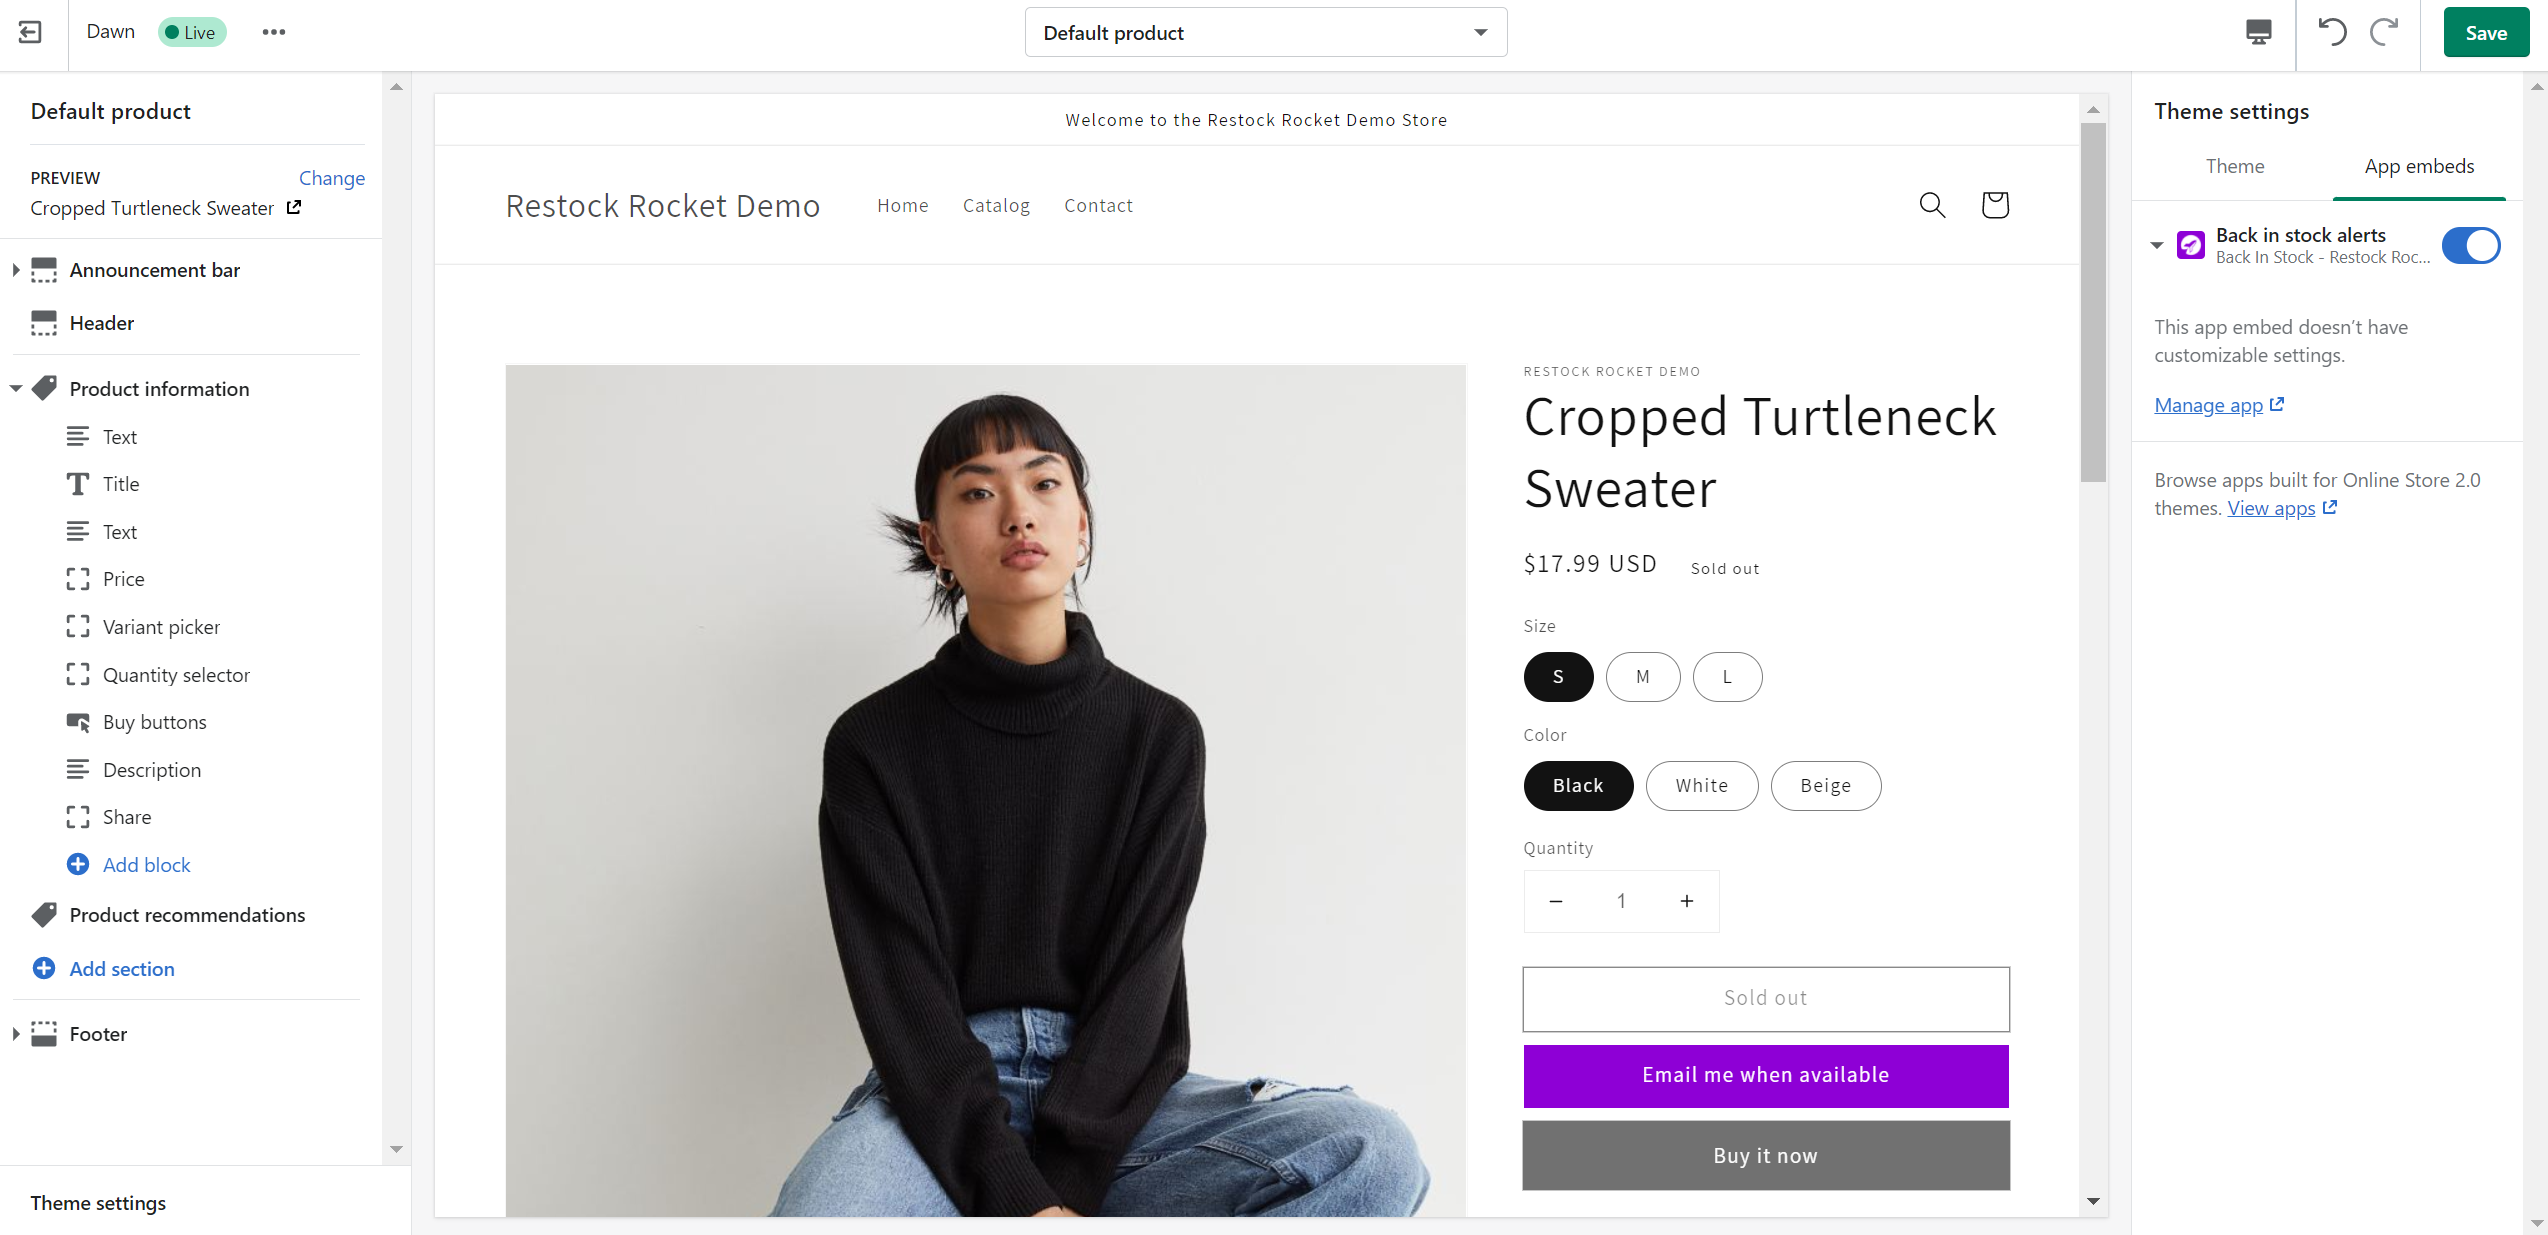 Dawn
Live
Default product
Save
Default product
PREVIEW
Change
Cropped Turtleneck Sweater
Announcement bar
Header
Product information
Text
Title
Text
Price
Variant picker
Quantity selector
Buy buttons
Description
Share
Add block
Product recommendations
Add section
Footer
Theme settings
Welcome to the Restock Rocket Demo Store
Restock Rocket Demo
Home
Catalog
Contact
RESTOCK ROCKET DEMO
Cropped Turtleneck
Sweater
$17.99 USD
Sold out
Size
S
M
L
Color
Black
White
Beige
Quantity
1
Sold out
Email me when available
Buy it now
Theme settings
Theme
App embeds
Back in stock alerts
Back In Stock - Restock Roc...
This app embed doesn’t have
customizable settings.
Manage app
Browse apps built for Online Store 2.0
themes. View apps